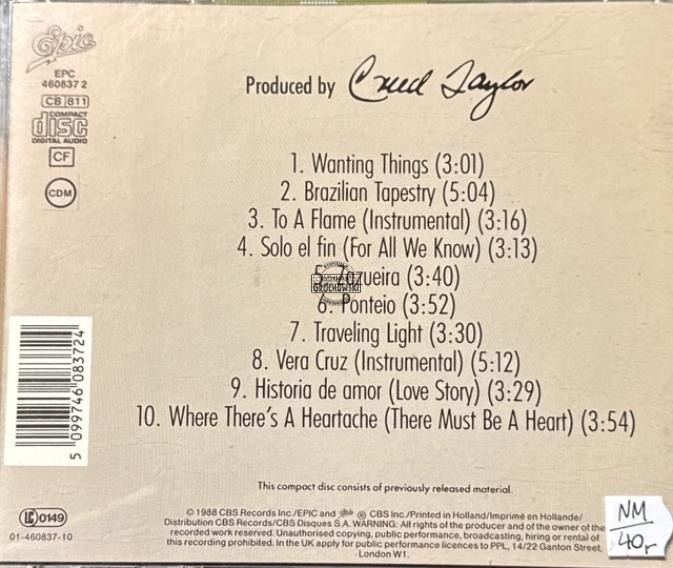 Epic
EPC
460837 2
CB 811
COMPACT
disc
DIGITAL AUDIO
CF
CDM
Produced by Creed Taylor
1. Wanting Things (3:01)
2. Brazilian Tapestry (5:04)
3. To A Flame (Instrumental) (3:16)
4. Solo el fin (For All We Know) (3:13)
5. Zazueira (3:40)
6. Ponteio (3:52)
7. Traveling Light (3:30)
8. Vera Cruz (Instrumental) (5:12)
9. Historia de amor (Love Story) (3:29)
10. Where There's A Heartache (There Must Be A Heart) (3:54)
GROCHOWSKI
5 099746 083724
This compact disc consists of previously released material.
LC 0149
01-460837-10
© 1988 CBS Records Inc./EPIC and ℗ CBS Inc./Printed in Holland/Imprimé en Hollande/
Distribution CBS Records/CBS Disques S.A. WARNING: All rights of the producer and of the owner of the
recorded work reserved. Unauthorised copying, public performance, broadcasting, hiring or rental of
this recording prohibited. In the UK apply for public performance licences to PPL, 14/22 Ganton Street,
London W1.
NM
40,-